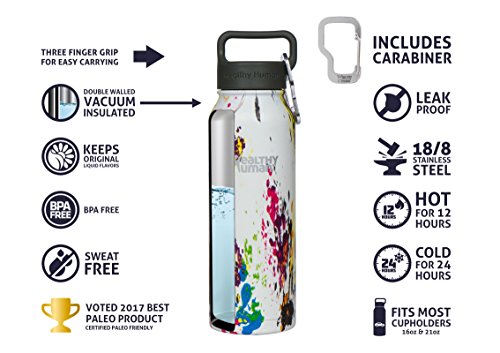 THREE FINGER GRIP
FOR EASY CARRYING
DOUBLE WALLED
VACUUM
INSULATED
KEEPS
ORIGINAL
LIQUID FLAVORS
BPA
FREE
BPA FREE
SWEAT
FREE
VOTED 2017 BEST
PALEO PRODUCT
CERTIFIED PALEO FRIENDLY
ealthy Human
EALTHY
Human
INCLUDES
CARABINER
LEAK
PROOF
18/8
STAINLESS
STEEL
12
HOURS
HOT
FOR 12
HOURS
24
HOURS
COLD
FOR 24
HOURS
FITS MOST
CUPHOLDERS
16oz & 21oz